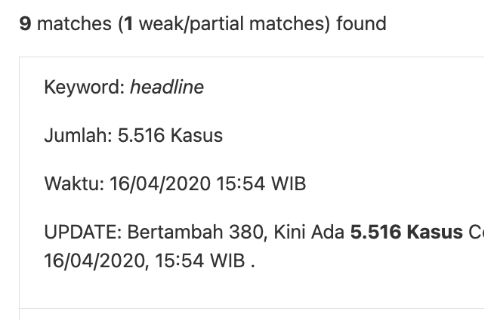 9 matches (1 weak/partial matches) found
Keyword: headline
Jumlah: 5.516 Kasus
Waktu: 16/04/2020 15:54 WIB
UPDATE: Bertambah 380, Kini Ada 5.516 Kasus
16/04/2020, 15:54 WIB .